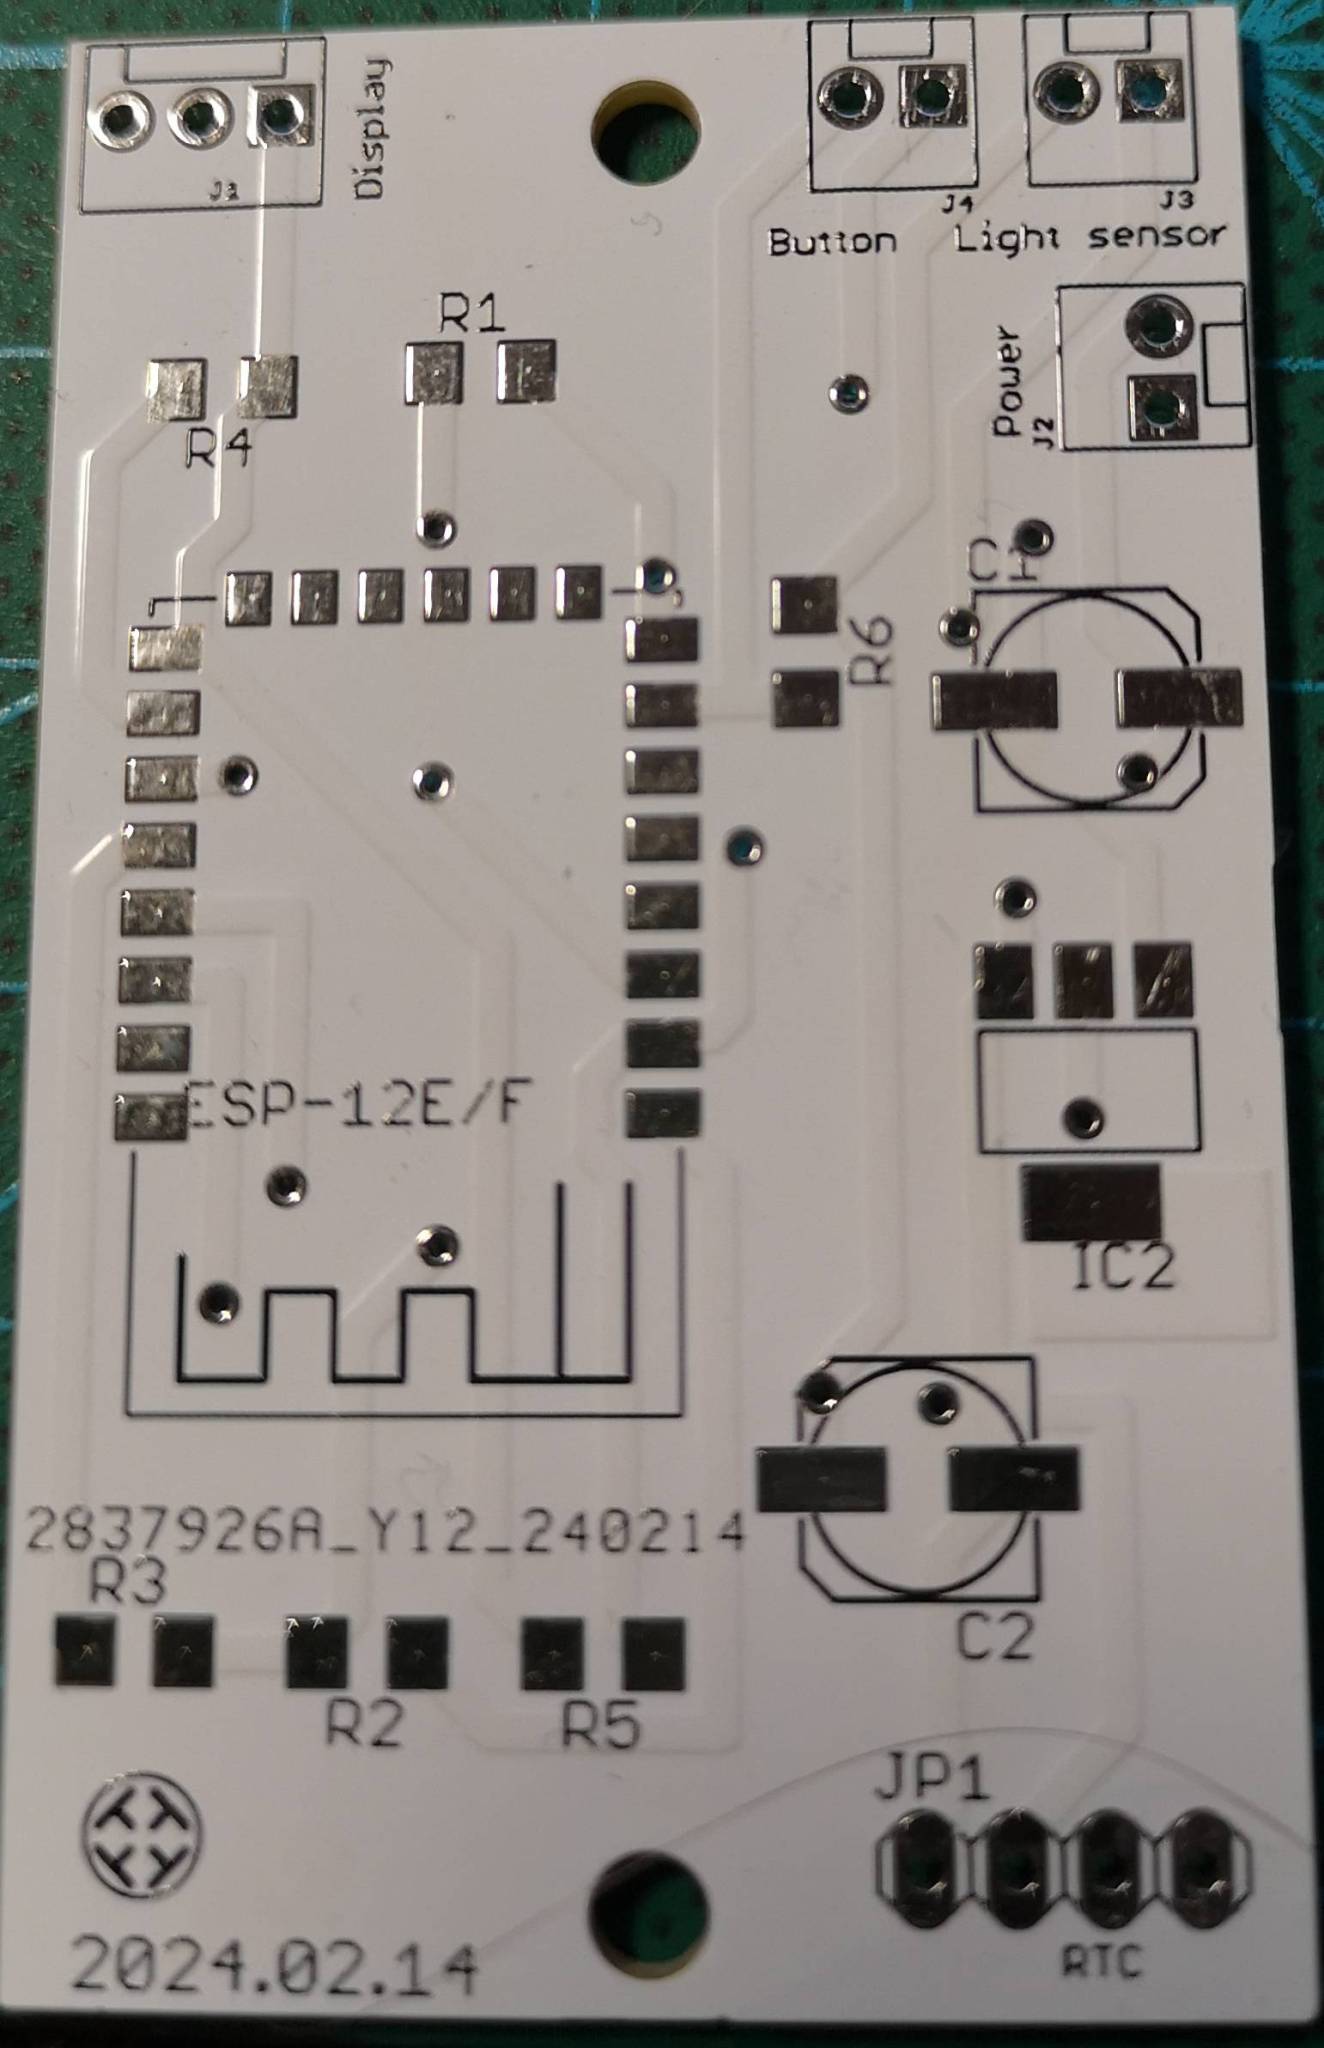 Display
J1
J4
J3
Button
Light sensor
R1
Power
J2
R4
C1
R6
ESP-12E/F
IC2
2837926A_Y12_240214
R3
C2
R2
R5
JP1
RTC
2024.02.14